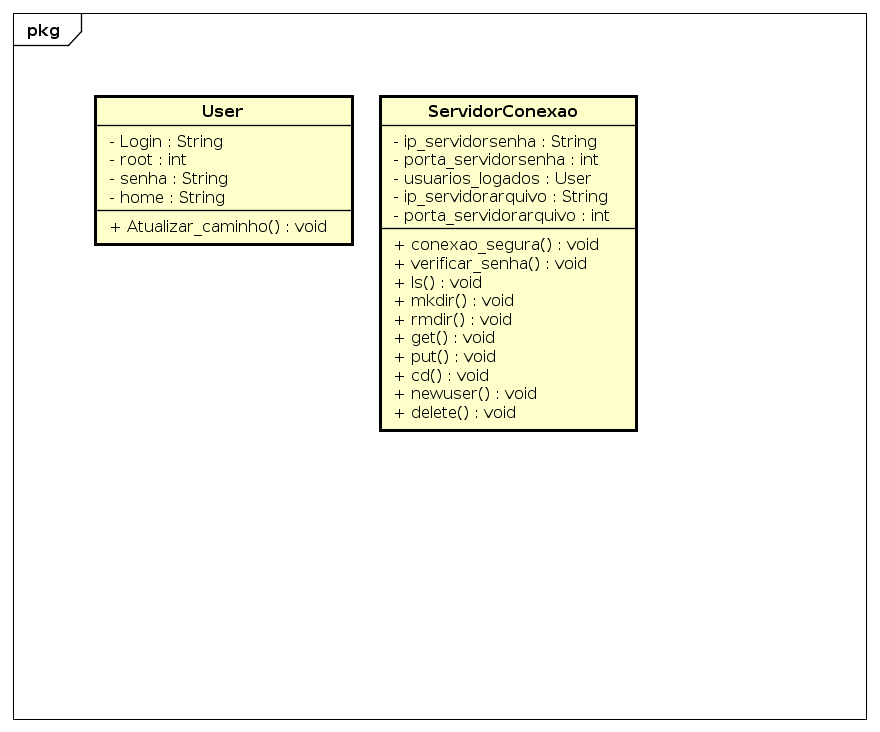 pkg
User
- Login : String
- root : int
- senha : String
- home : String
+ Atualizar_caminho() : void
ServidorConexao
- ip_servidorsenha : String
- porta_servidorsenha : int
- usuarios_logados : User
- ip_servidorarquivo : String
- porta_servidorarquivo : int
+ conexao_segura() : void
+ verificar_senha() : void
+ ls() : void
+ mkdir() : void
+ rmdir() : void
+ get() : void
+ put() : void
+ cd() : void
+ newuser() : void
+ delete() : void